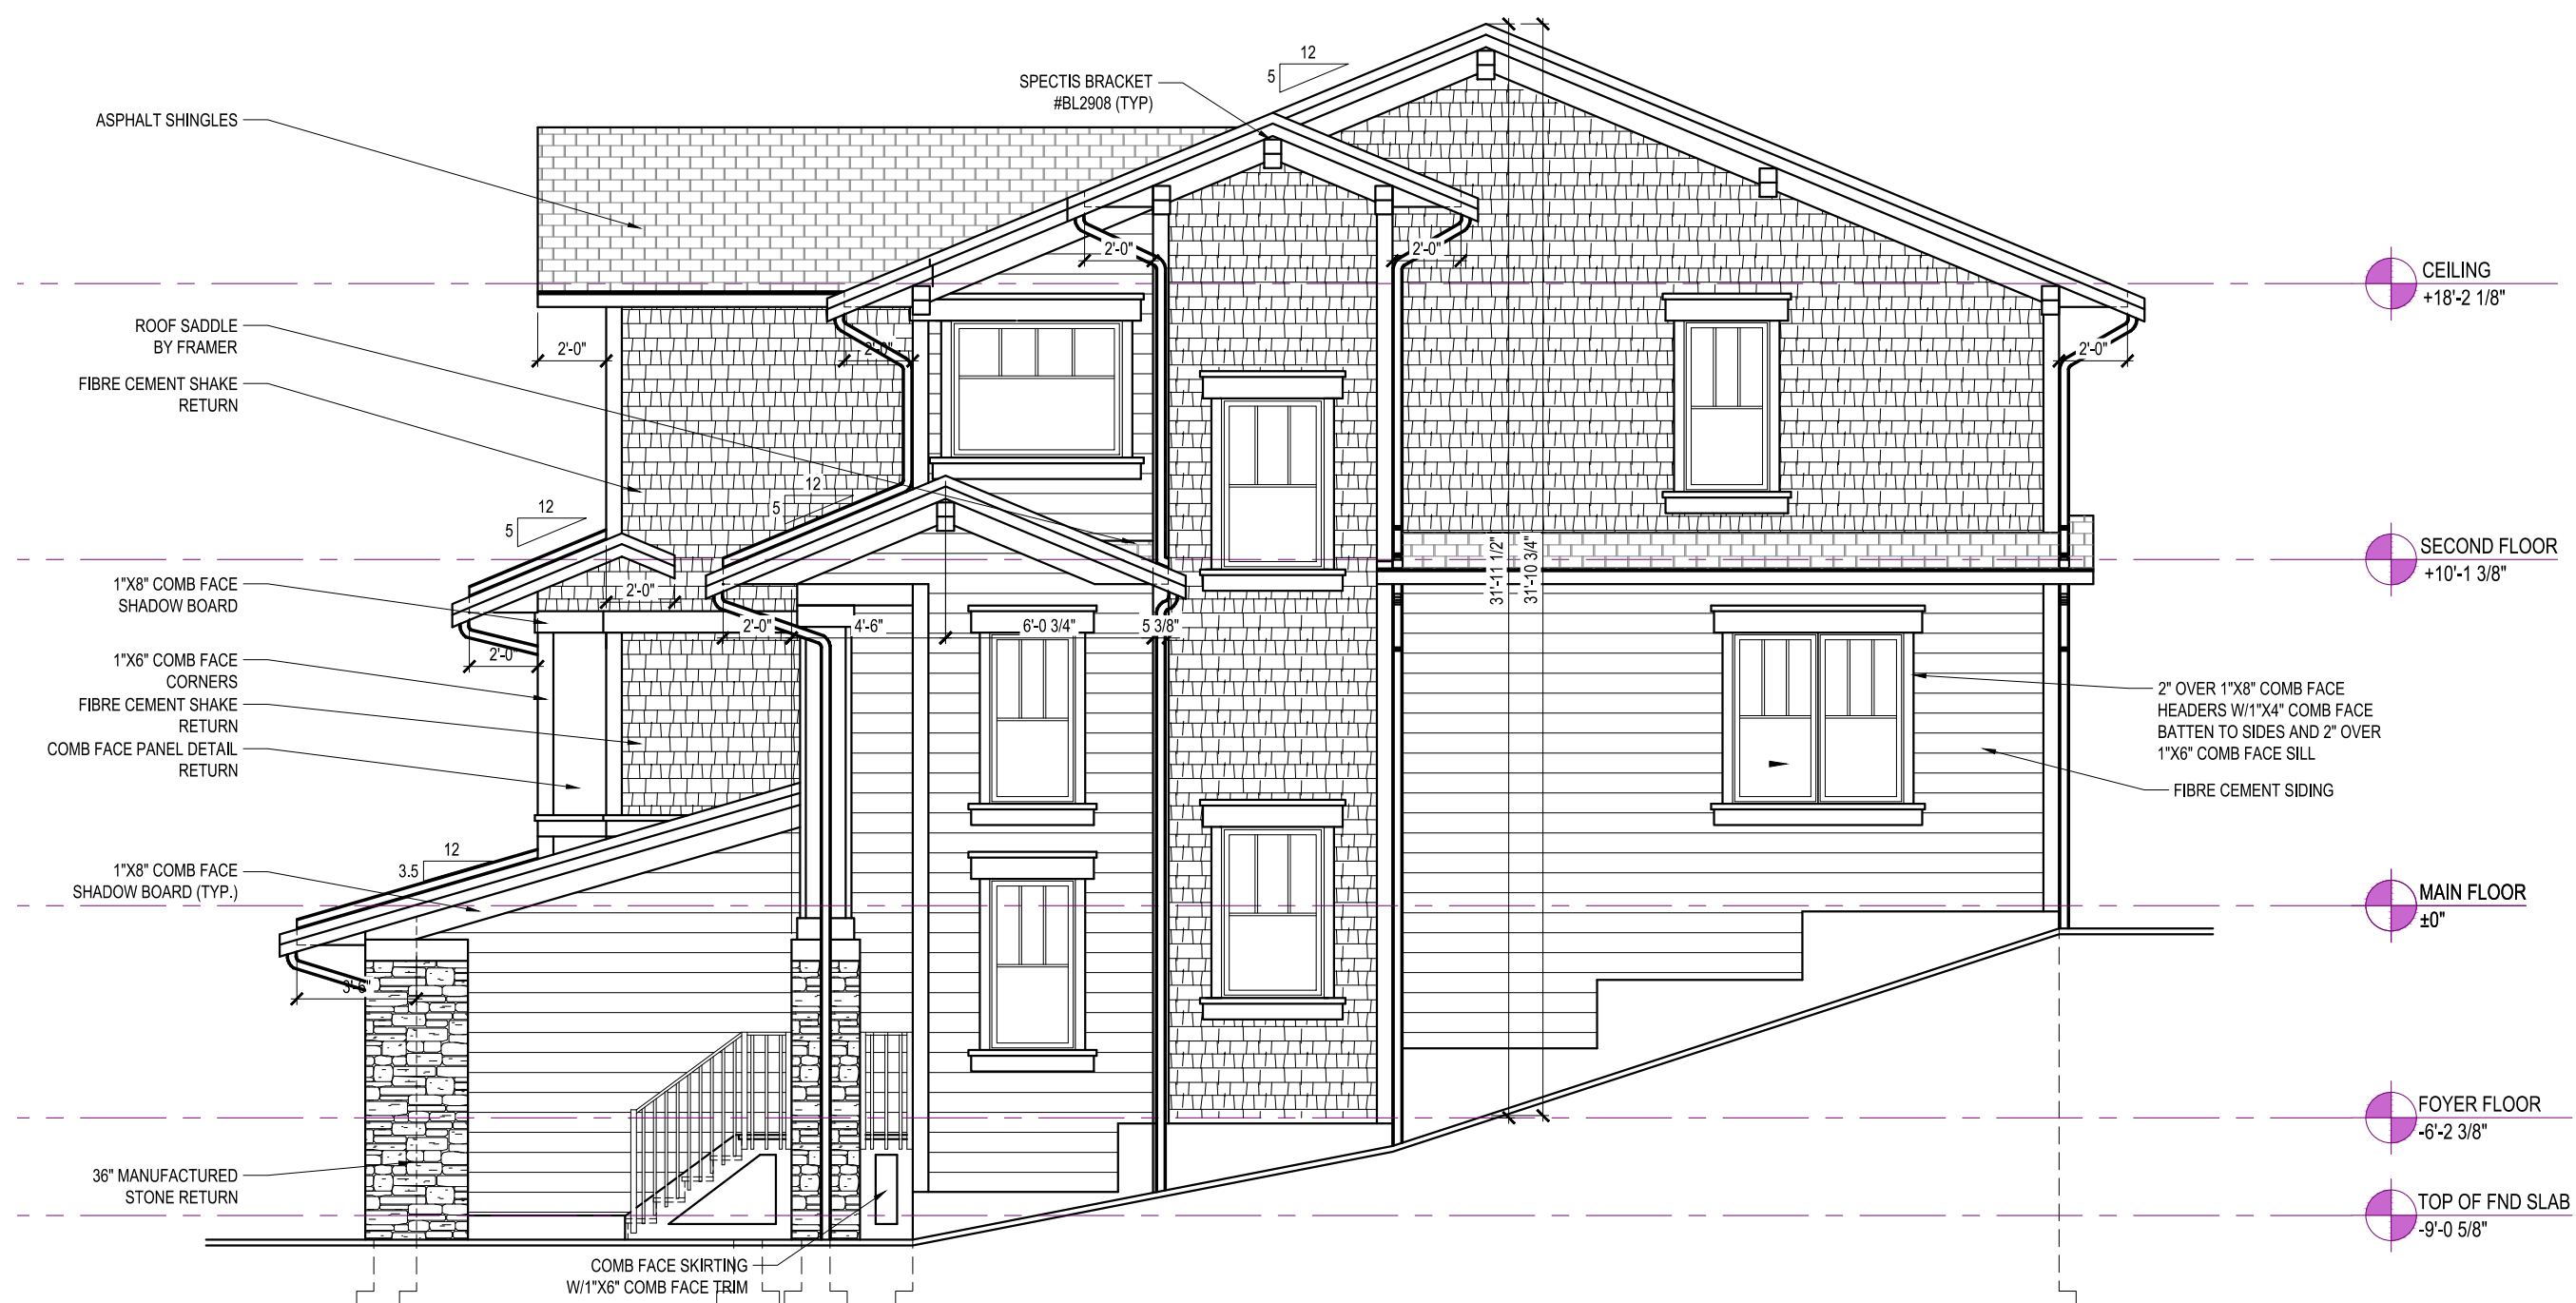 12
5
SPECTIS BRACKET
#BL2908 (TYP)
ASPHALT SHINGLES
2'-0"
2'-0"
CEILING
+18'-2 1/8"
ROOF SADDLE
BY FRAMER
2'-0"
2'-0"
2'-0"
FIBRE CEMENT SHAKE
RETURN
12
5
12
5
SECOND FLOOR
+10'-1 3/8"
31'-11 1/2"
31'-10 3/4"
1"X8" COMB FACE
SHADOW BOARD
2'-0"
2'-0"
4'-6"
6'-0 3/4"
5 3/8"
2'-0"
1"X6" COMB FACE
CORNERS
FIBRE CEMENT SHAKE
RETURN
COMB FACE PANEL DETAIL
RETURN
2" OVER 1"X8" COMB FACE
HEADERS W/1"X4" COMB FACE
BATTEN TO SIDES AND 2" OVER
1"X6" COMB FACE SILL
FIBRE CEMENT SIDING
12
3.5
1"X8" COMB FACE
SHADOW BOARD (TYP.)
MAIN FLOOR
±0"
3'-6"
FOYER FLOOR
-6'-2 3/8"
36" MANUFACTURED
STONE RETURN
TOP OF FND SLAB
-9'-0 5/8"
COMB FACE SKIRTING
W/1"X6" COMB FACE TRIM